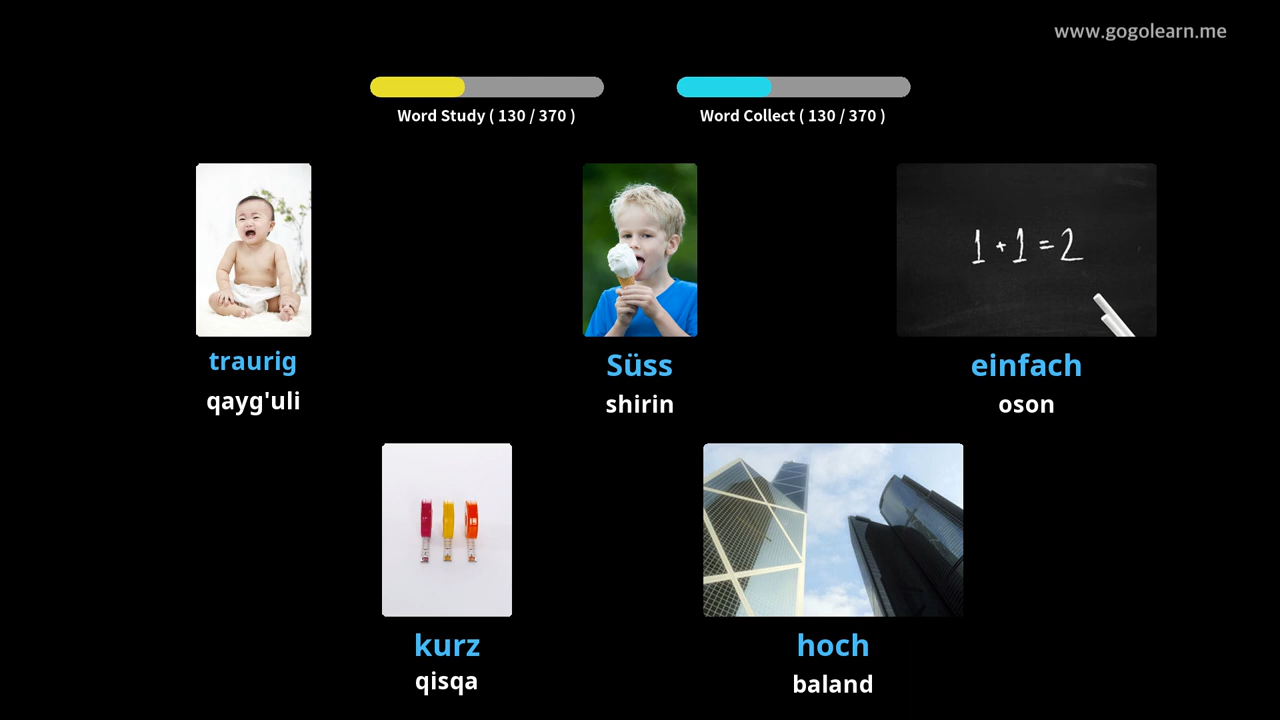 www.gogolearn.me
Word Study ( 130 / 370 )
Word Collect ( 130 / 370 )
1 + 1 = 2
traurig
Süss
einfach
qayg'uli
shirin
oson
kurz
hoch
qisqa
baland